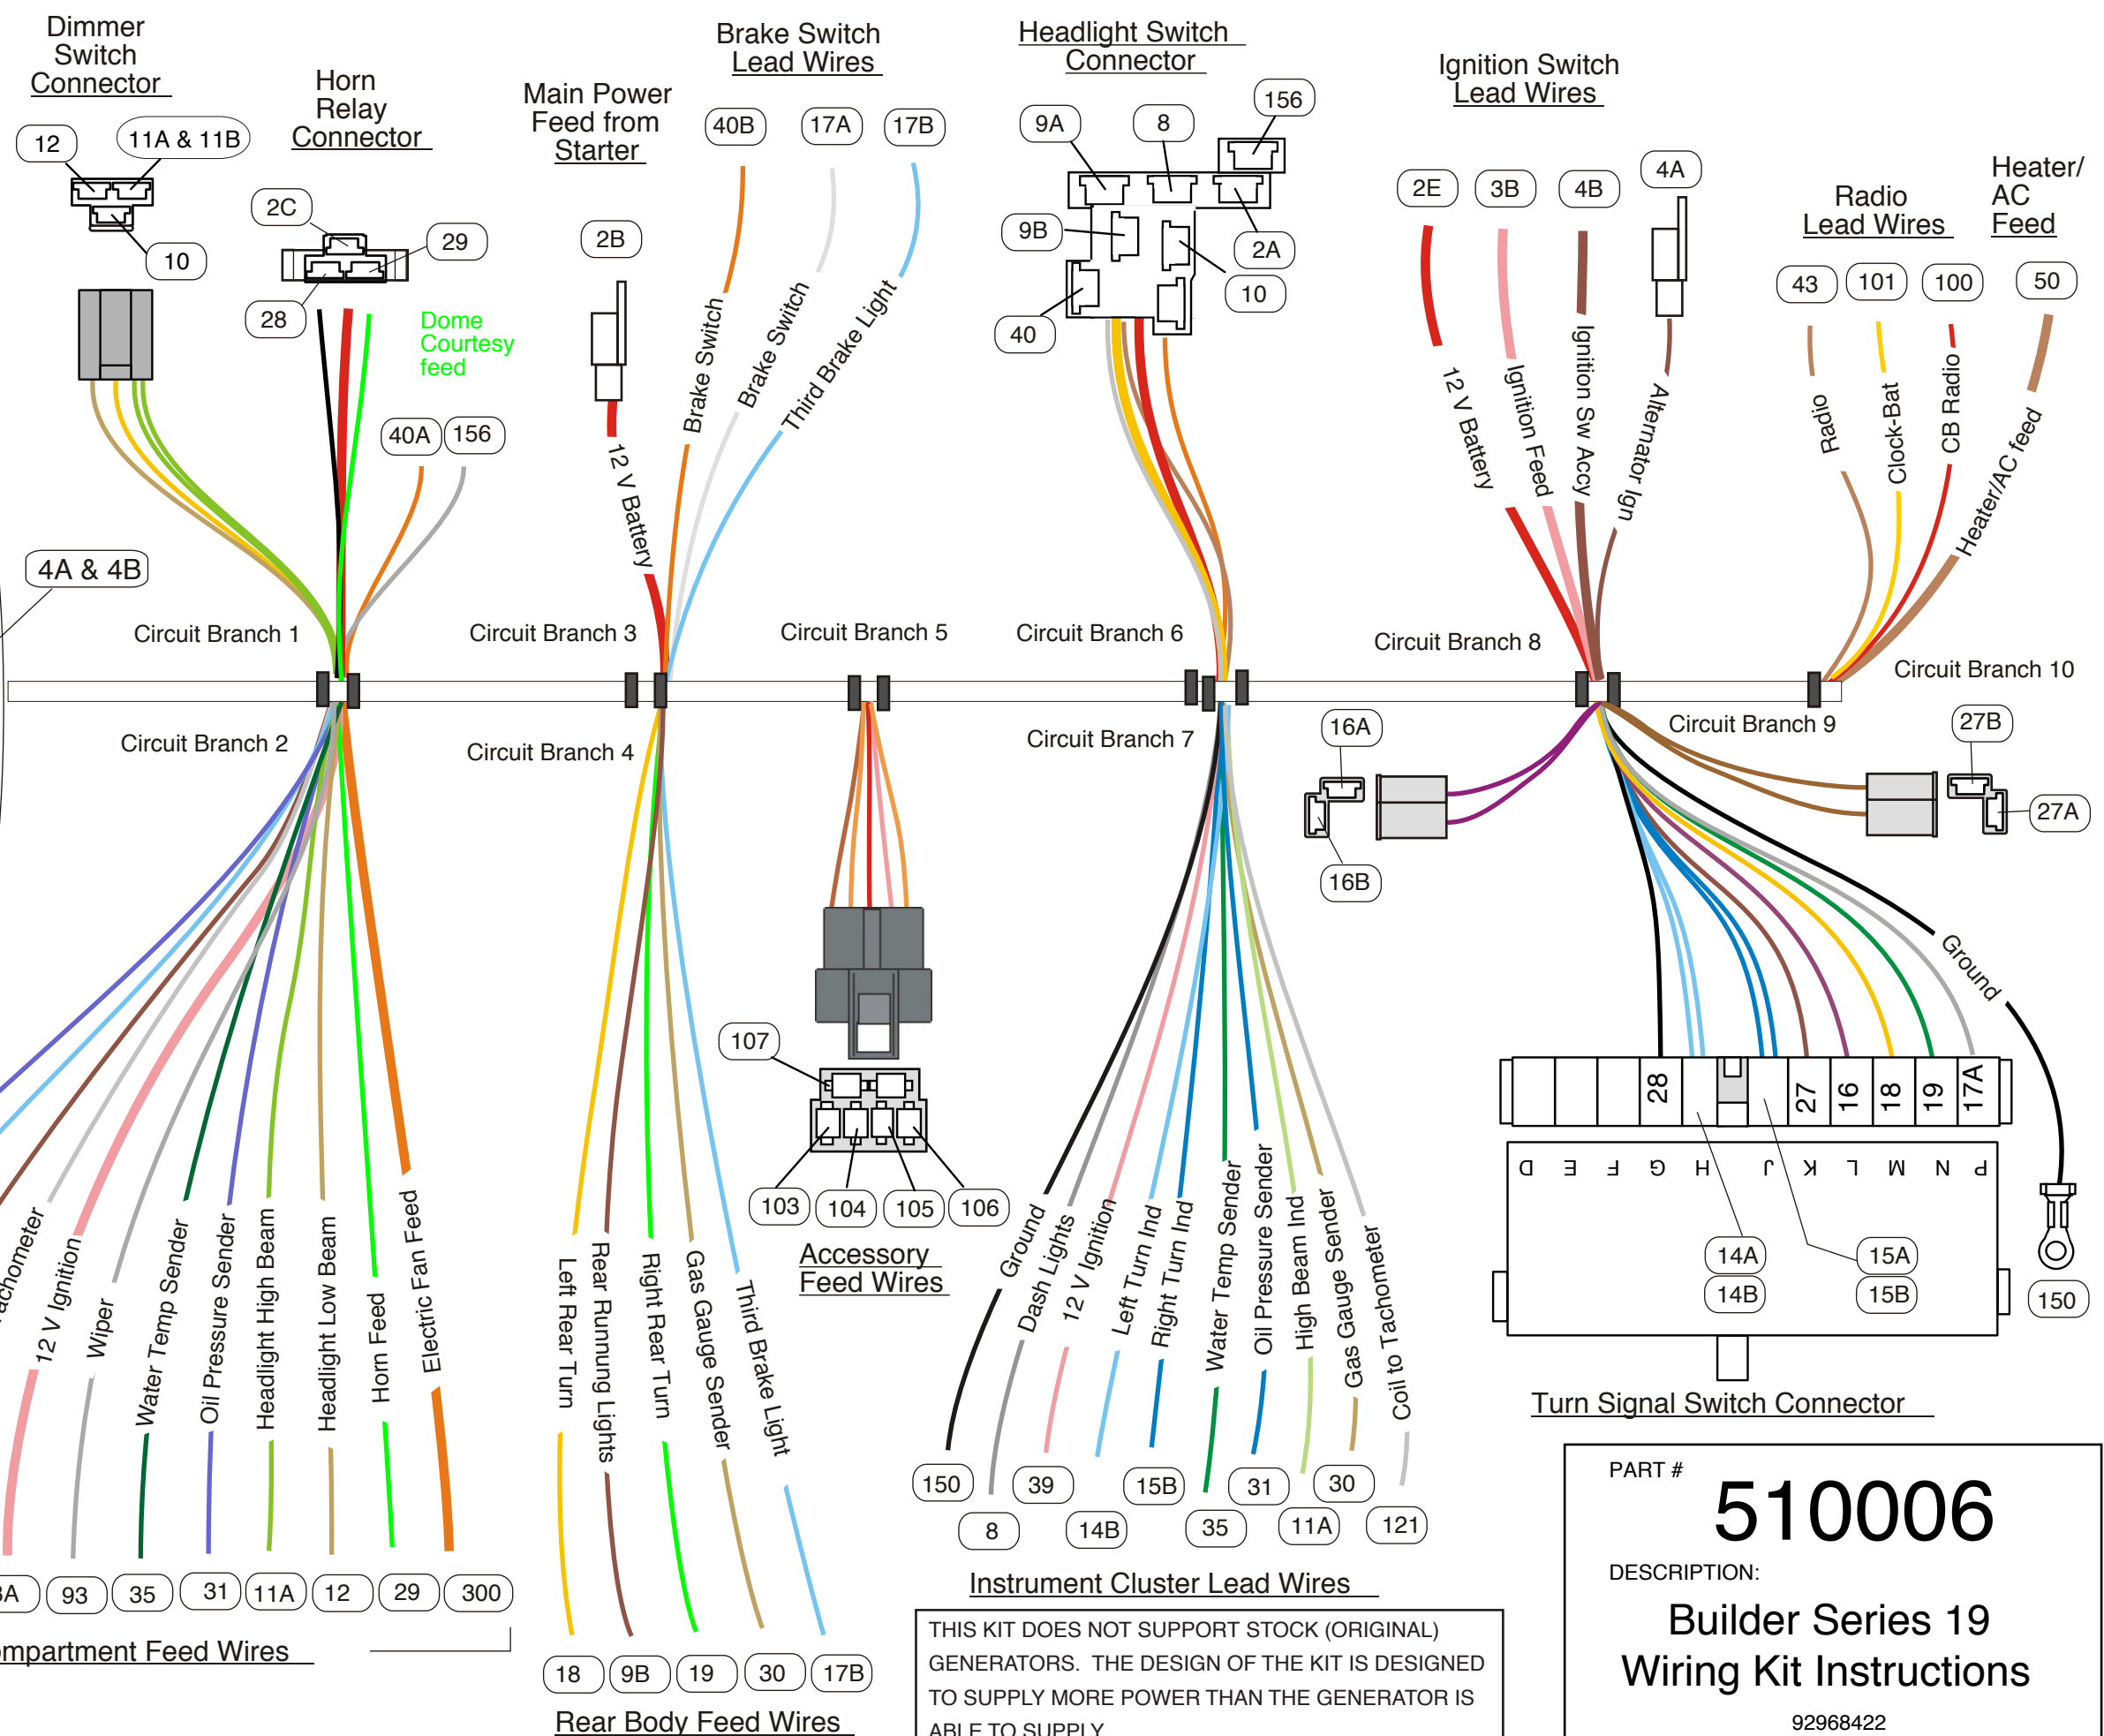 Dimmer
Switch
Connector
12
11A & 11B
10
Horn
Relay
Connector
2C
29
28
Dome
Courtesy
feed
40A
156
Main Power
Feed from
Starter
2B
12 V Battery
Brake Switch
Lead Wires
40B
17A
17B
Brake Switch
Brake Switch
Third Brake Light
Headlight Switch
Connector
9A
8
156
9B
2A
10
40
Ignition Switch
Lead Wires
2E
3B
4B
4A
12 V Battery
Ignition Feed
Ignition Sw Accy
Alternator Ign
Radio
Lead Wires
Heater/
AC
Feed
43
101
100
50
Radio
Clock-Bat
CB Radio
Heater/AC feed
4A & 4B
Circuit Branch 1
Circuit Branch 3
Circuit Branch 5
Circuit Branch 6
Circuit Branch 8
Circuit Branch 10
Circuit Branch 2
Circuit Branch 4
Circuit Branch 7
Circuit Branch 9
16A
16B
27B
27A
achometer
12 V Ignition
Wiper
Water Temp Sender
Oil Pressure Sender
Headlight High Beam
Headlight Low Beam
Horn Feed
Electric Fan Feed
93
35
31
11A
12
29
300
mpartment Feed Wires
Left Rear Turn
Rear Runnung Lights
Right Rear Turn
Gas Gauge Sender
Third Brake Light
18
9B
19
30
17B
Rear Body Feed Wires
107
103
104
105
106
Accessory
Feed Wires
Ground
Dash Lights
12 V Ignition
Left Turn Ind
Right Turn Ind
Water Temp Sender
Oil Pressure Sender
High Beam Ind
Gas Gauge Sender
Coil to Tachometer
150
8
39
14B
15B
35
31
11A
30
121
Instrument Cluster Lead Wires
THIS KIT DOES NOT SUPPORT STOCK (ORIGINAL)
GENERATORS. THE DESIGN OF THE KIT IS DESIGNED
TO SUPPLY MORE POWER THAN THE GENERATOR IS
ABLE TO SUPPLY
Ground
28
27
16
18
19
17A
D E F G H J K L M N P
14A
14B
15A
15B
150
Turn Signal Switch Connector
PART #
510006
DESCRIPTION:
Builder Series 19
Wiring Kit Instructions
92968422